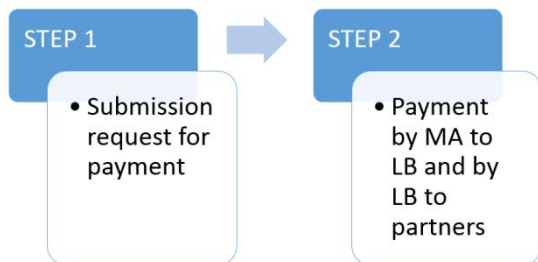 STEP 1
• Submission
request for
payment
STEP 2
• Payment
by MA to
LB and by
LB to
partners